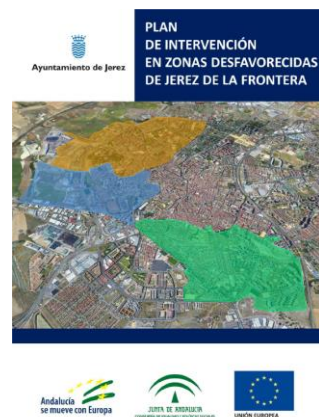 Ayuntamiento de Jerez
PLAN
DE INTERVENCIÓN
EN ZONAS DESFAVORECIDAS
DE JEREZ DE LA FRONTERA
Andalucía
se mueve con Europa
JUNTA DE ANDALUCIA
UNIÓN EUROPEA